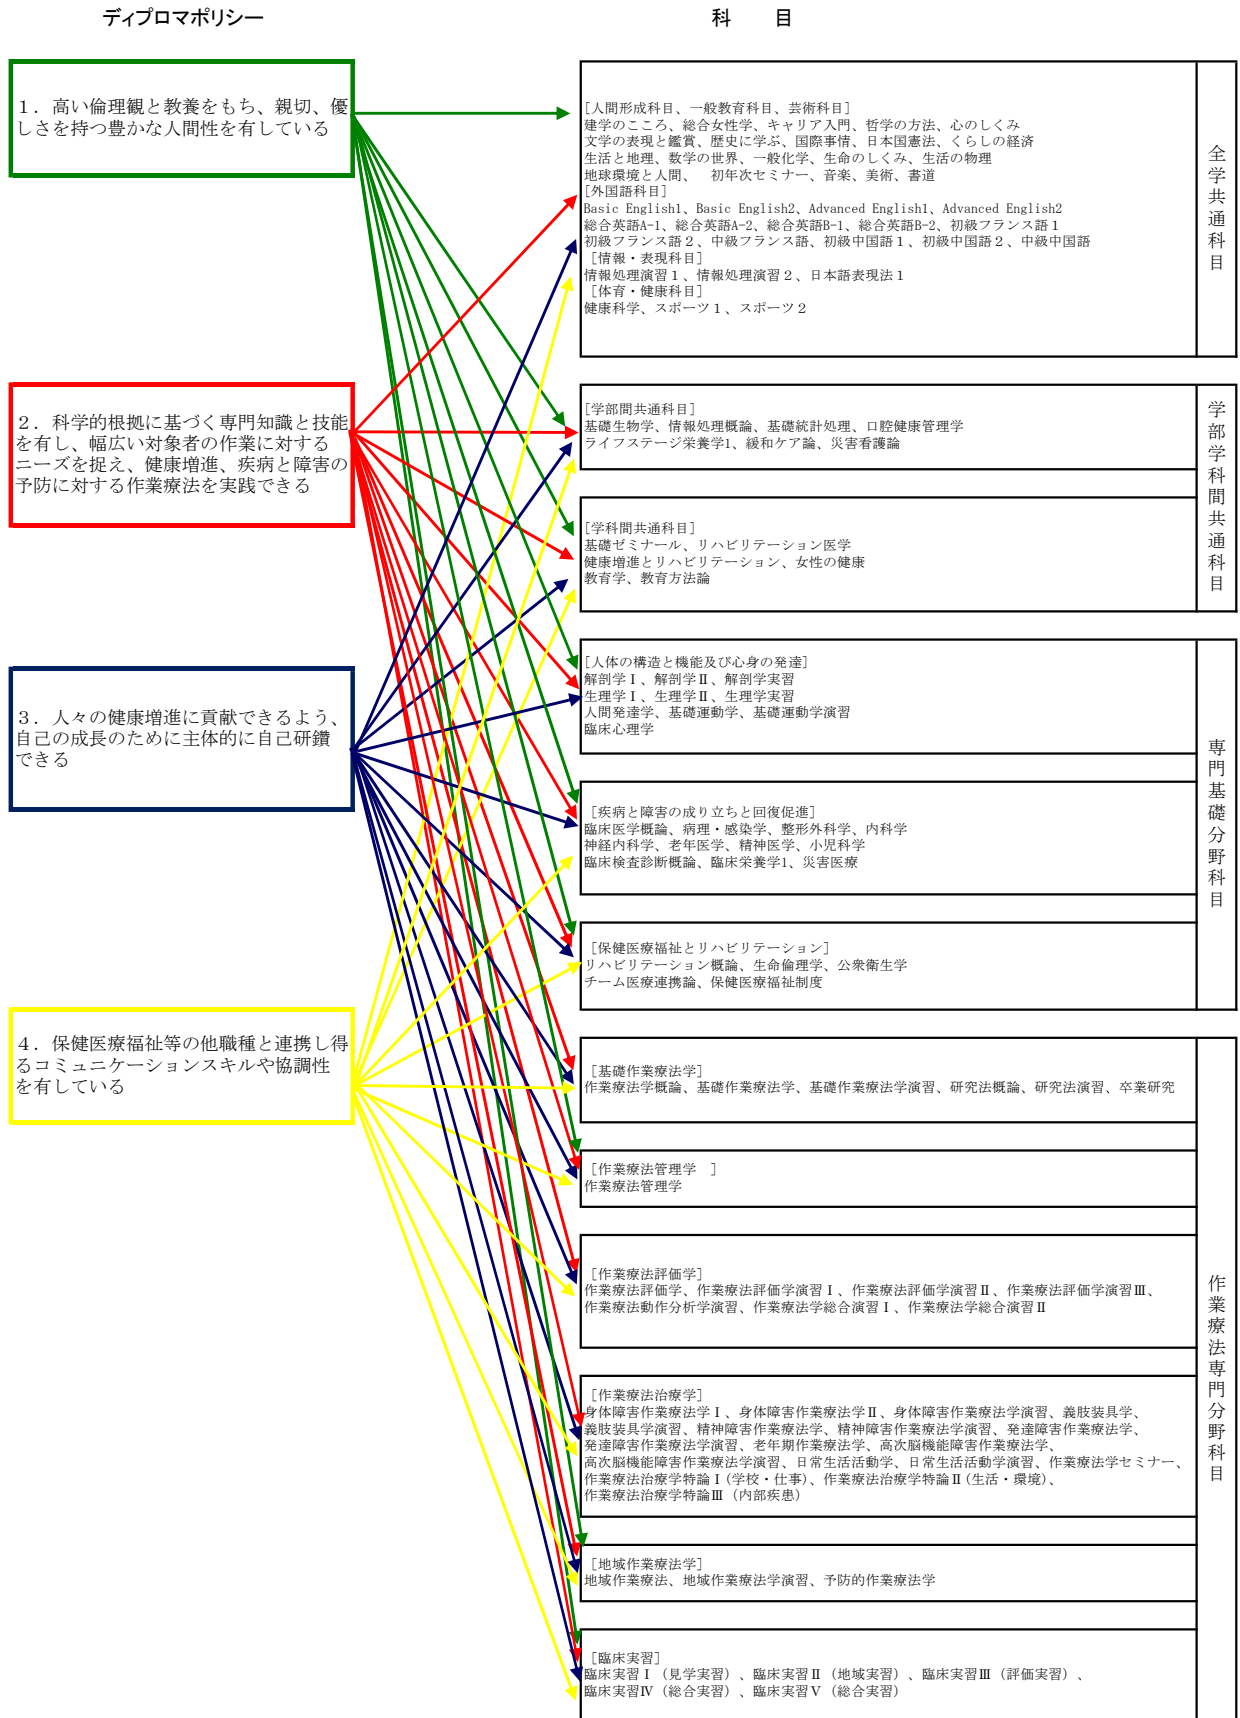 ディプロマポリシー
科　　目
１．高い倫理観と教養をもち、親切、優
しさを持つ豊かな人間性を有している
２．科学的根拠に基づく専門知識と技能
を有し、幅広い対象者の作業に対する
ニーズを捉え、健康増進、疾病と障害の
予防に対する作業療法を実践できる
３．人々の健康増進に貢献できるよう、
自己の成長のために主体的に自己研鑽
できる
４．保健医療福祉等の他職種と連携し得
るコミュニケーションスキルや協調性
を有している
[人間形成科目、一般教育科目、芸術科目]
建学のこころ、総合女性学、キャリア入門、哲学の方法、心のしくみ
文学の表現と鑑賞、歴史に学ぶ、国際事情、日本国憲法、くらしの経済
生活と地理、数学の世界、一般化学、生命のしくみ、生活の物理
地球環境と人間、　初年次セミナー、音楽、美術、書道
[外国語科目]
Basic English1、Basic English2、Advanced English1、Advanced English2
総合英語A-1、総合英語A-2、総合英語B-1、総合英語B-2、初級フランス語１
初級フランス語２、中級フランス語、初級中国語１、初級中国語２、中級中国語
［情報・表現科目］
情報処理演習１、情報処理演習２、日本語表現法１
［体育・健康科目］
健康科学、スポーツ１、スポーツ２
全学共通科目
[学部間共通科目]
基礎生物学、情報処理概論、基礎統計処理、口腔健康管理学
ライフステージ栄養学1、緩和ケア論、災害看護論
[学科間共通科目]
基礎ゼミナール、リハビリテーション医学
健康増進とリハビリテーション、女性の健康
教育学、教育方法論
学部学科間共通科目
[人体の構造と機能及び心身の発達]
解剖学Ⅰ、解剖学Ⅱ、解剖学実習
生理学Ⅰ、生理学Ⅱ、生理学実習
人間発達学、基礎運動学、基礎運動学演習
臨床心理学
［疾病と障害の成り立ちと回復促進］
臨床医学概論、病理・感染学、整形外科学、内科学
神経内科学、老年医学、精神医学、小児科学
臨床検査診断概論、臨床栄養学1、災害医療
［保健医療福祉とリハビリテーション］
リハビリテーション概論、生命倫理学、公衆衛生学
チーム医療連携論、保健医療福祉制度
専門基礎分野科目
［基礎作業療法学］
作業療法学概論、基礎作業療法学、基礎作業療法学演習、研究法概論、研究法演習、卒業研究
［作業療法管理学　］
作業療法管理学
［作業療法評価学］
作業療法評価学、作業療法評価学演習Ⅰ、作業療法評価学演習Ⅱ、作業療法評価学演習Ⅲ、
作業療法動作分析学演習、作業療法学総合演習Ⅰ、作業療法学総合演習Ⅱ
［作業療法治療学］
身体障害作業療法学Ⅰ、身体障害作業療法学Ⅱ、身体障害作業療法学演習、義肢装具学、
義肢装具学演習、精神障害作業療法学、精神障害作業療法学演習、発達障害作業療法学、
発達障害作業療法学演習、老年期作業療法学、高次脳機能障害作業療法学、
高次脳機能障害作業療法学演習、日常生活活動学、日常生活活動学演習、作業療法学セミナー、
作業療法治療学特論Ⅰ(学校・仕事)、作業療法治療学特論Ⅱ(生活・環境)、
作業療法治療学特論Ⅲ（内部疾患）
［地域作業療法学］
地域作業療法、地域作業療法学演習、予防的作業療法学
［臨床実習］
臨床実習Ⅰ（見学実習）、臨床実習Ⅱ（地域実習）、臨床実習Ⅲ（評価実習）、
臨床実習Ⅳ（総合実習）、臨床実習Ⅴ（総合実習）
作業療法専門分野科目